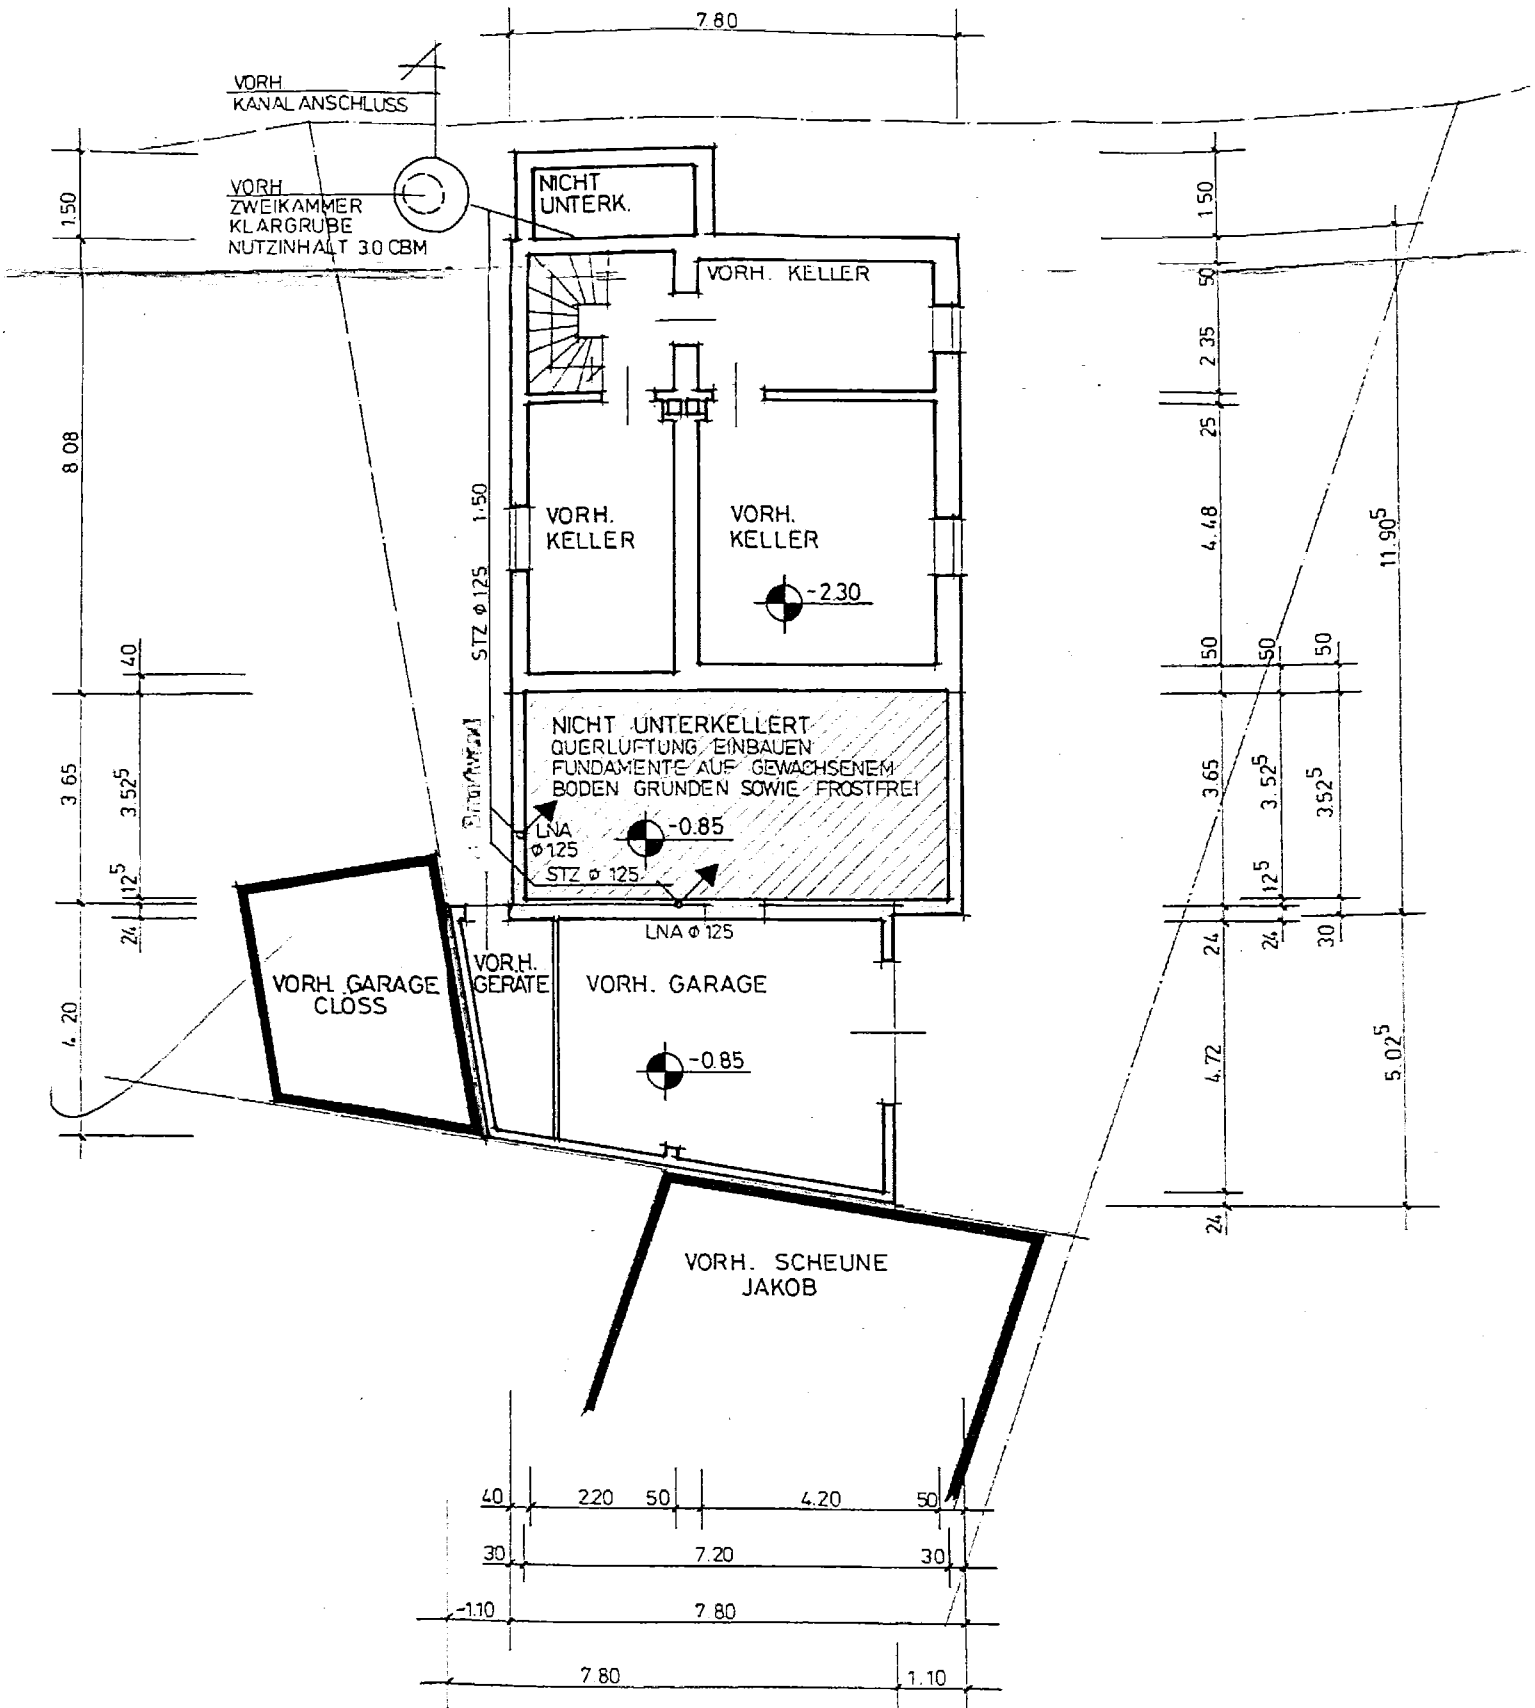 7.80
VORH
KANALANSCHLUSS
VORH
ZWEIKAMMER
KLARGRUBE
NUTZINHALT 3.0 CBM
NICHT
UNTERK.
VORH. KELLER
VORH.
KELLER
VORH.
KELLER
-2.30
STZ ⌀ 125 1.50
NICHT UNTERKELLERT
QUERLÜFTUNG EINBAUEN
FUNDAMENTE AUF GEWACHSENEM
BODEN GRÜNDEN SOWIE FROSTFREI
LNA
⌀ 125
-0.85
STZ ⌀ 125
LNA ⌀ 125
VORH. GARAGE
CLÖSS
VORH.
GERÄTE
VORH. GARAGE
-0.85
VORH. SCHEUNE
JAKOB
1.50
8.08
3.65
4.20
40
3.52⁵
12⁵
24
1.50
50
2.35
25
4.48
50
3.65
24
4.72
24
50
3.52⁵
12⁵
24
50
3.52⁵
30
11.90⁵
5.02⁵
40 2.20 50 4.20 50
30 7.20 30
-1.10 7.80
7.80 1.10